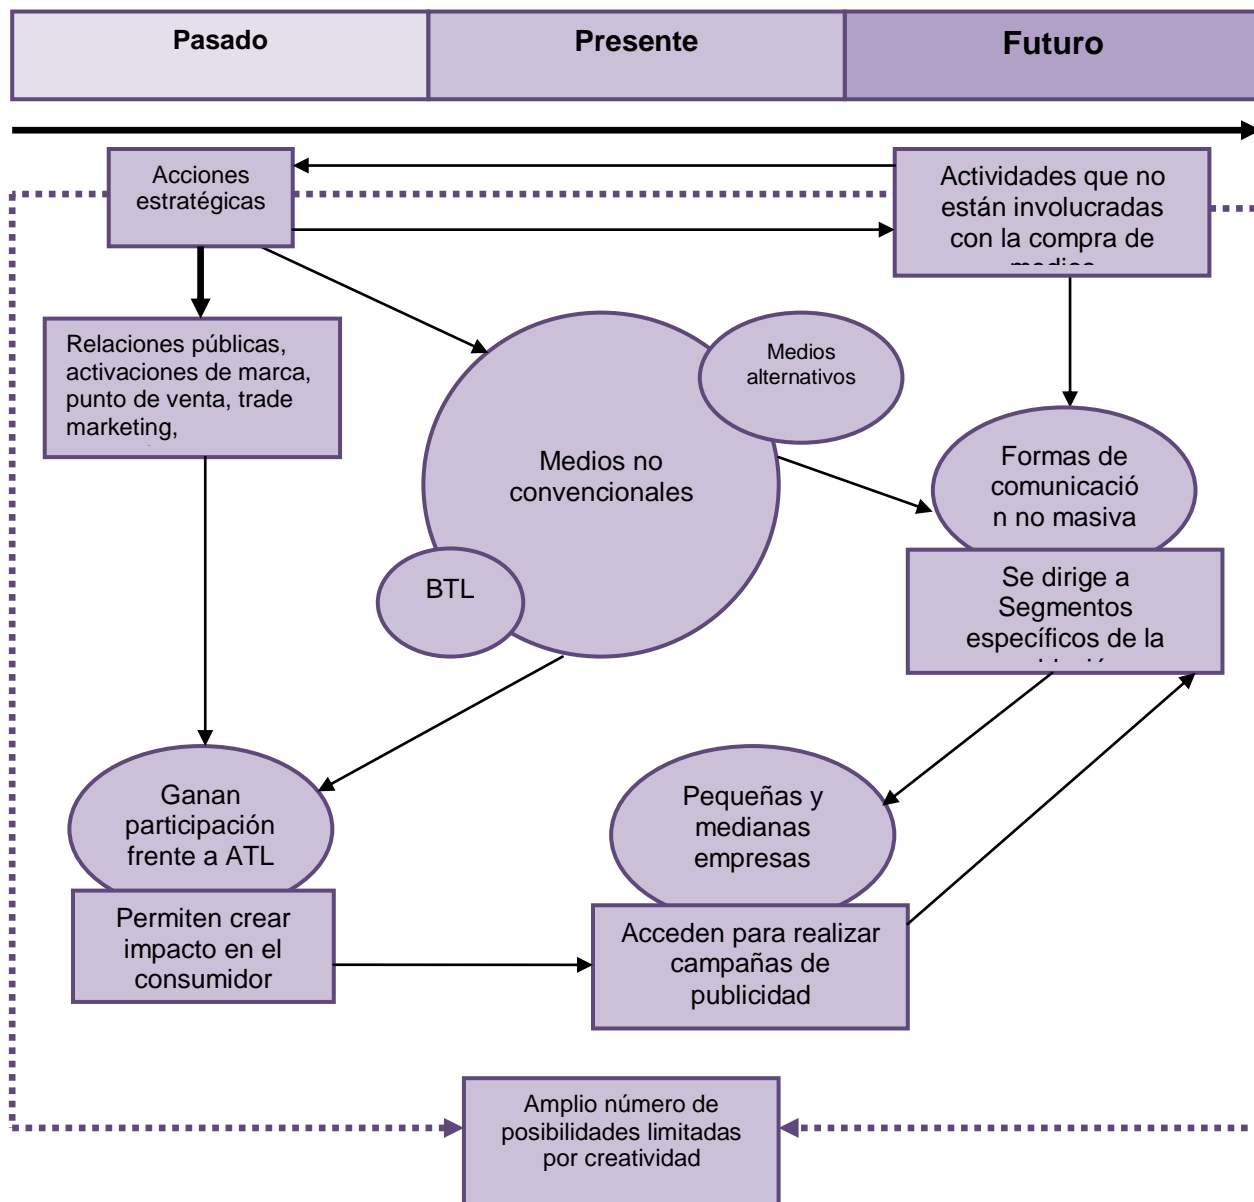 Pasado
Presente
Futuro
Acciones
estratégicas
Actividades que no
están involucradas
con la compra de
Relaciones públicas,
activaciones de marca,
punto de venta, trade
marketing,
Medios
alternativos
Medios no
convencionales
BTL
Formas de
comunicació
n no masiva
Se dirige a
Segmentos
específicos de la
Ganan
participación
frente a ATL
Permiten crear
impacto en el
consumidor
Pequeñas y
medianas
empresas
Acceden para realizar
campañas de
publicidad
Amplio número de
posibilidades limitadas
por creatividad